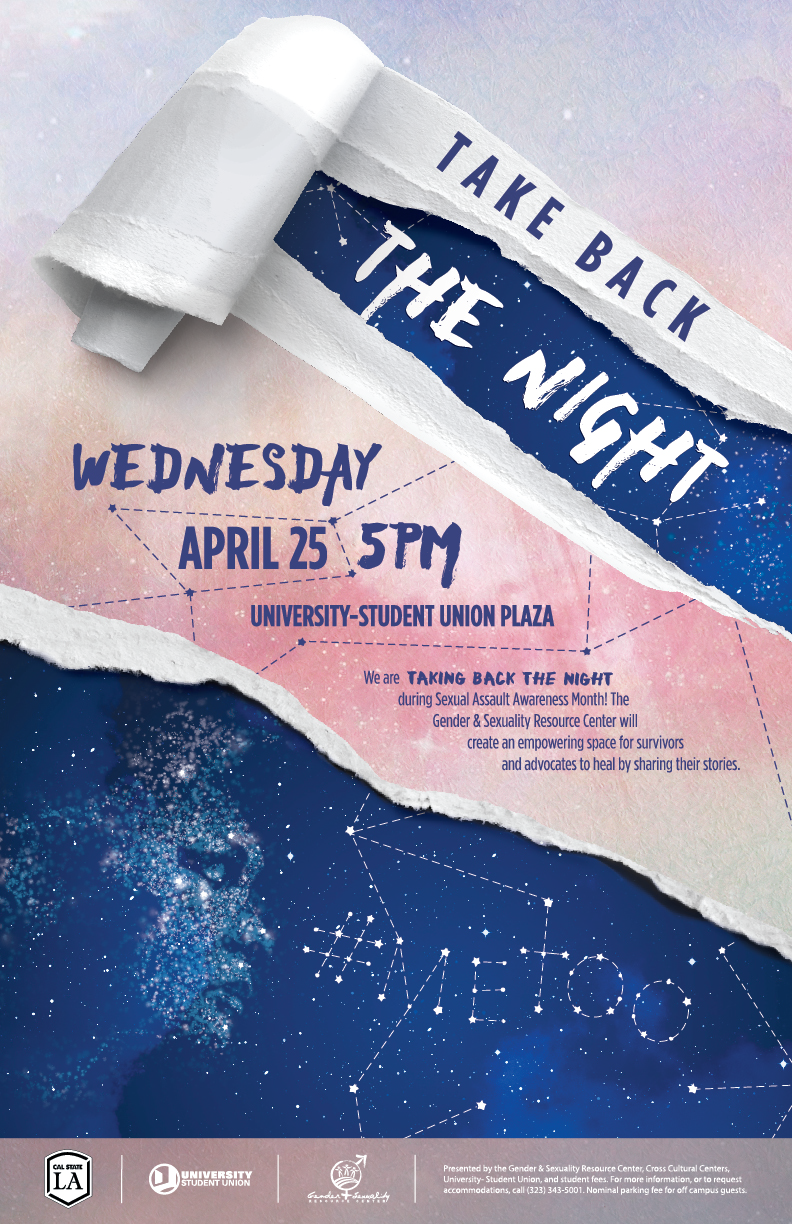 TAKE BACK
THE NIGHT
WEDNESDAY
APRIL 25 5PM
UNIVERSITY-STUDENT UNION PLAZA
We are TAKING BACK THE NIGHT
during Sexual Assault Awareness Month! The
Gender & Sexuality Resource Center will
create an empowering space for survivors
and advocates to heal by sharing their stories.
#METOO
CAL STATE
LA
UNIVERSITY
STUDENT UNION
Gender Sexuality
RESOURCE CENTER
Presented by the Gender & Sexuality Resource Center, Cross Cultural Centers,
University- Student Union, and student fees. For more information, or to request
accommodations, call (323) 343-5001. Nominal parking fee for off campus guests.